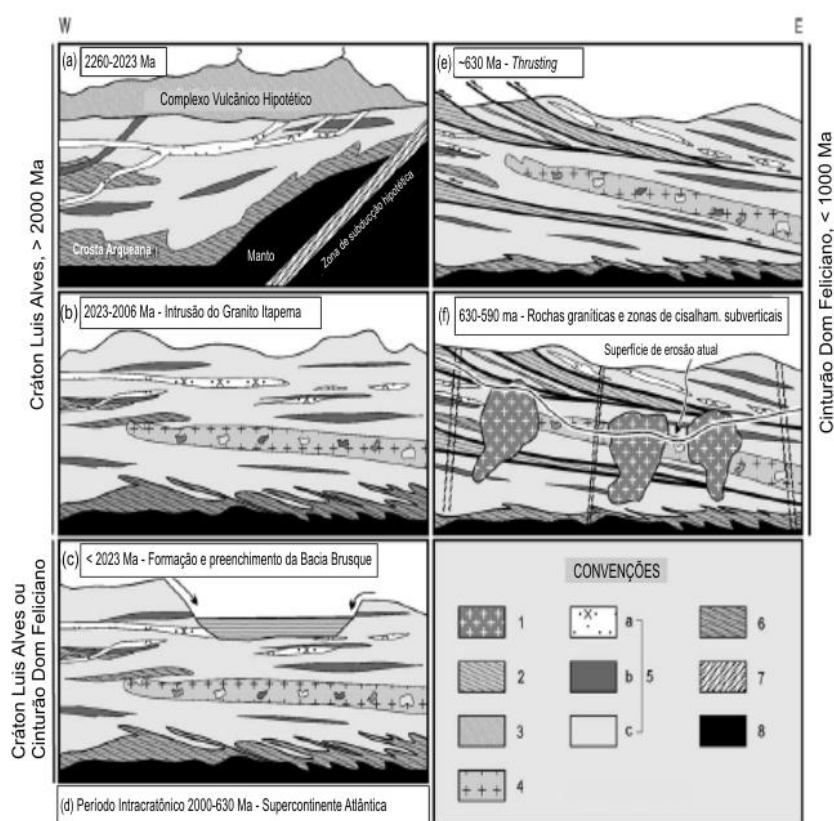 W
E
Cráton Luis Alves, > 2000 Ma
(a) 2260-2023 Ma
Complexo Vulcânico Hipotético
Crosta Arqueana
Manto
Zona de subducção hipotética
(b) 2023-2006 Ma - Intrusão do Granito Itapema
Cráton Luis Alves ou
Cinturão Dom Feliciano
(c) < 2023 Ma - Formação e preenchimento da Bacia Brusque
(d) Período Intracratônico 2000-630 Ma - Supercontinente Atlântica
(e) ~630 Ma - Thrusting
(f) 630-590 ma - Rochas graníticas e zonas de cisalham. subverticais
Superfície de erosão atual
Cinturão Dom Feliciano, < 1000 Ma
CONVENÇÕES
1
2
3
4
a
b
c
5
6
7
8